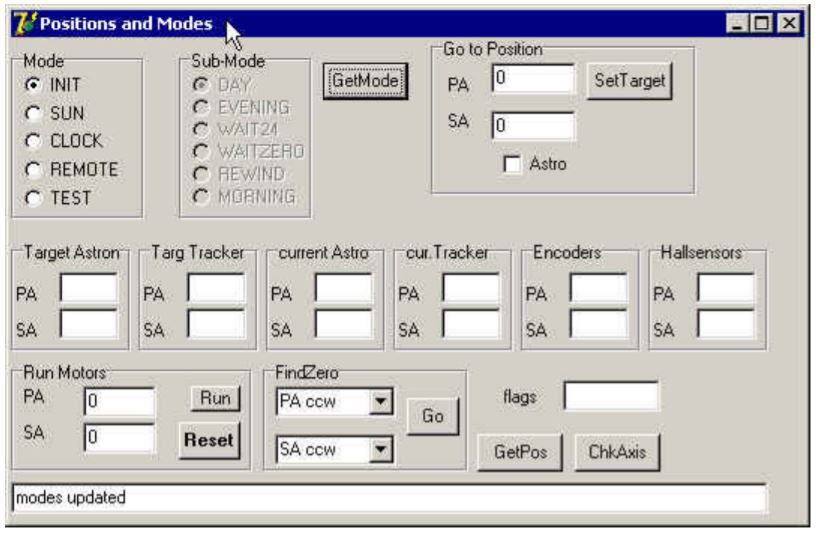 Positions and Modes
Mode
INIT
SUN
CLOCK
REMOTE
TEST
Sub-Mode
DAY
EVENING
WAIT24
WAITZERO
REWIND
MORNING
GetMode
Go to Position
PA 0 SetTarget
SA 0
Astro
Target Astron
PA
SA
Targ Tracker
PA
SA
current Astro
PA
SA
cur.Tracker
PA
SA
Encoders
PA
SA
Hallsensors
PA
SA
Run Motors
PA 0 Run
SA 0 Reset
FindZero
PA ccw
SA ccw
Go
flags
GetPos ChkAxis
modes updated